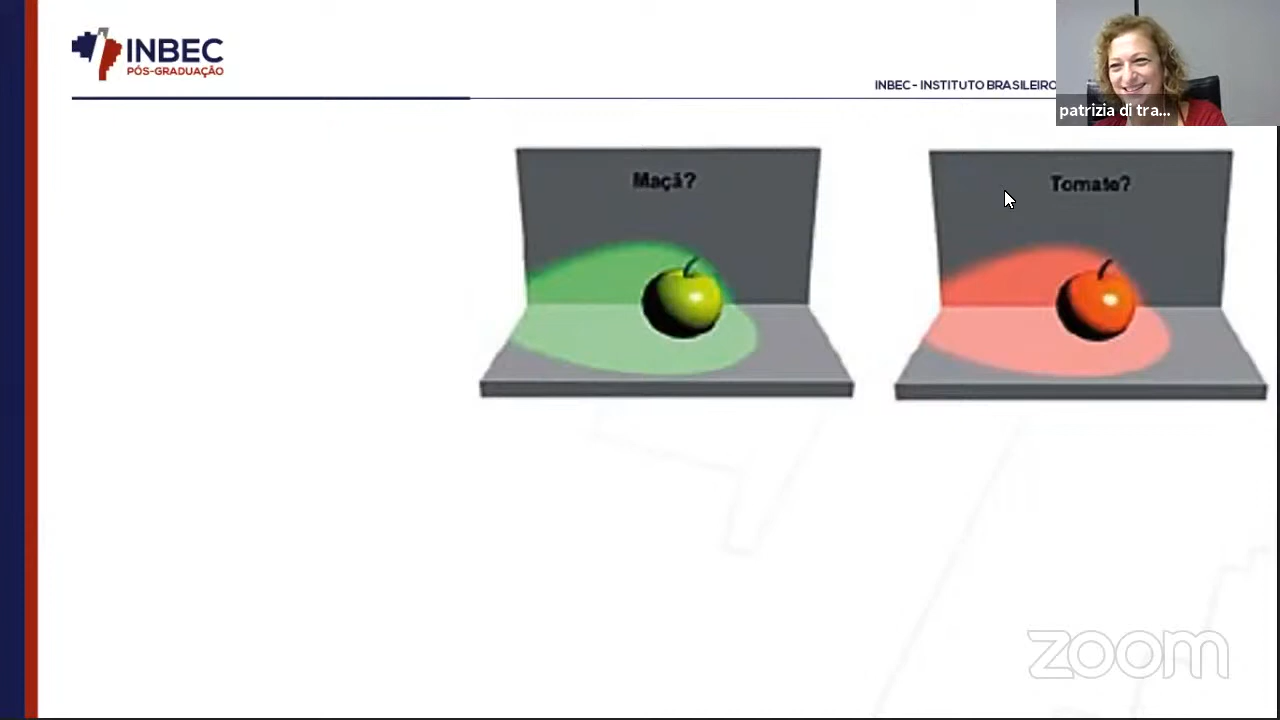 INBEC
PÓS-GRADUAÇÃO
INBEC - INSTITUTO BRASILEIRO
patrizia di tra...
Maçã?
Tomate?
zoom